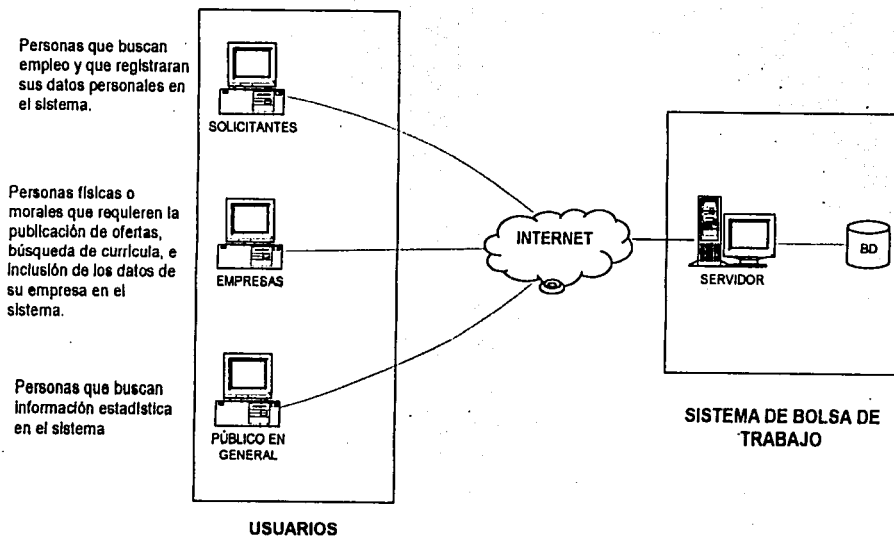 Personas que buscan
empleo y que registraran
sus datos personales en
el sistema.
SOLICITANTES
Personas físicas o
morales que requieren la
publicación de ofertas,
búsqueda de currícula, e
inclusión de los datos de
su empresa en el
sistema.
EMPRESAS
Personas que buscan
información estadística
en el sistema
PÚBLICO EN
GENERAL
USUARIOS
INTERNET
SERVIDOR
BD
SISTEMA DE BOLSA DE
TRABAJO